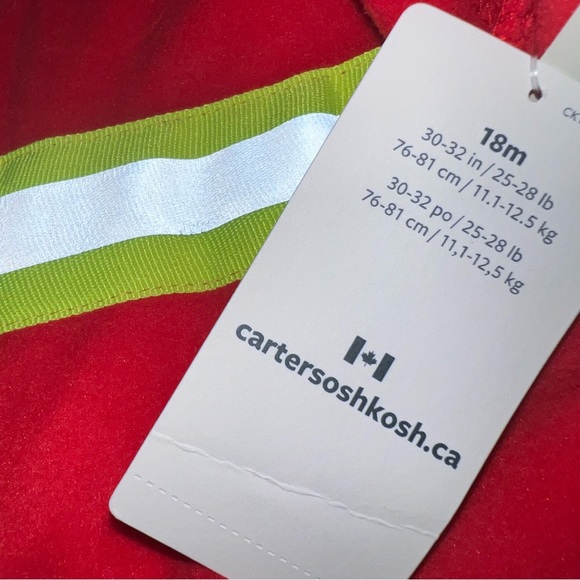 18m
30-32 in / 25-28 lb
76-81 cm / 11.1-12.5 kg
30-32 po / 25-28 lb
76-81 cm / 11,1-12,5 kg
cartersoshkosh.ca